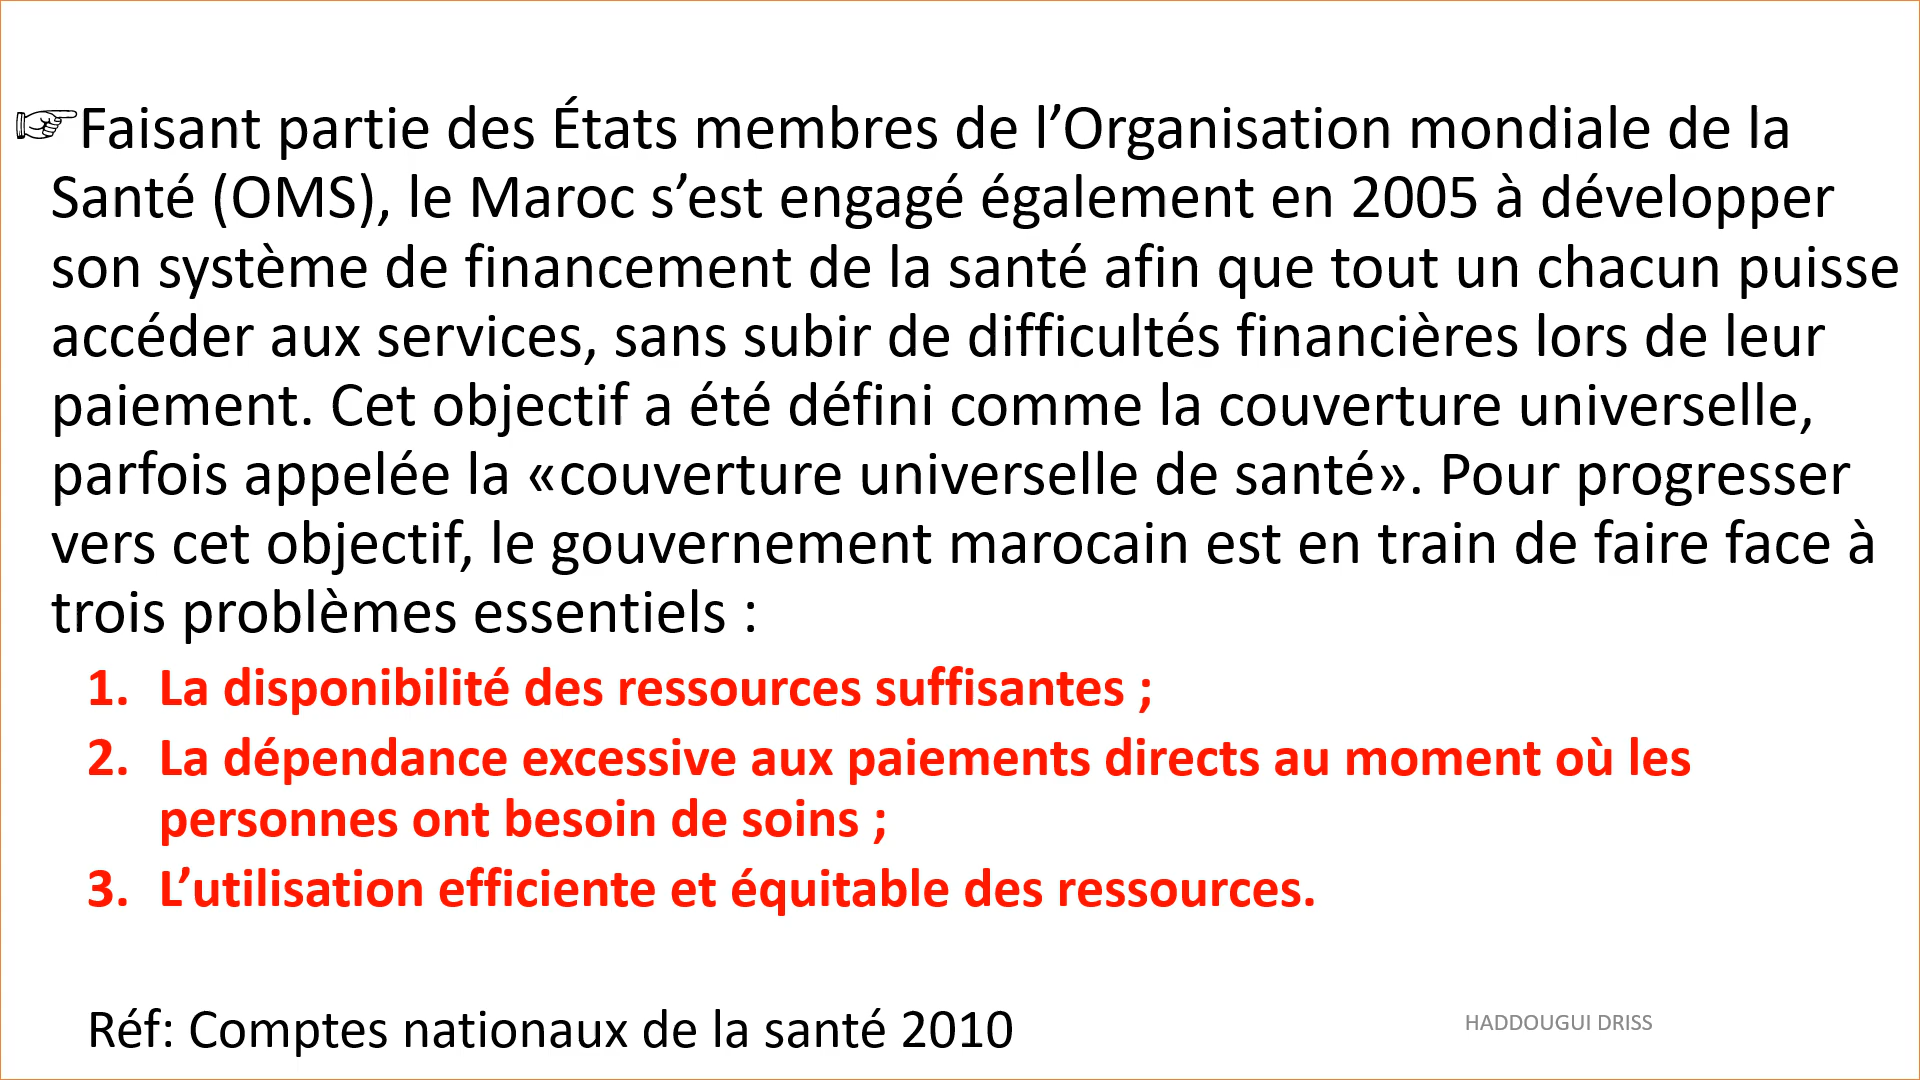 ☞Faisant partie des États membres de l’Organisation mondiale de la
Santé (OMS), le Maroc s’est engagé également en 2005 à développer
son système de financement de la santé afin que tout un chacun puisse
accéder aux services, sans subir de difficultés financières lors de leur
paiement. Cet objectif a été défini comme la couverture universelle,
parfois appelée la «couverture universelle de santé». Pour progresser
vers cet objectif, le gouvernement marocain est en train de faire face à
trois problèmes essentiels :
1. La disponibilité des ressources suffisantes ;
2. La dépendance excessive aux paiements directs au moment où les
personnes ont besoin de soins ;
3. L’utilisation efficiente et équitable des ressources.
Réf: Comptes nationaux de la santé 2010
HADDOUGUI DRISS